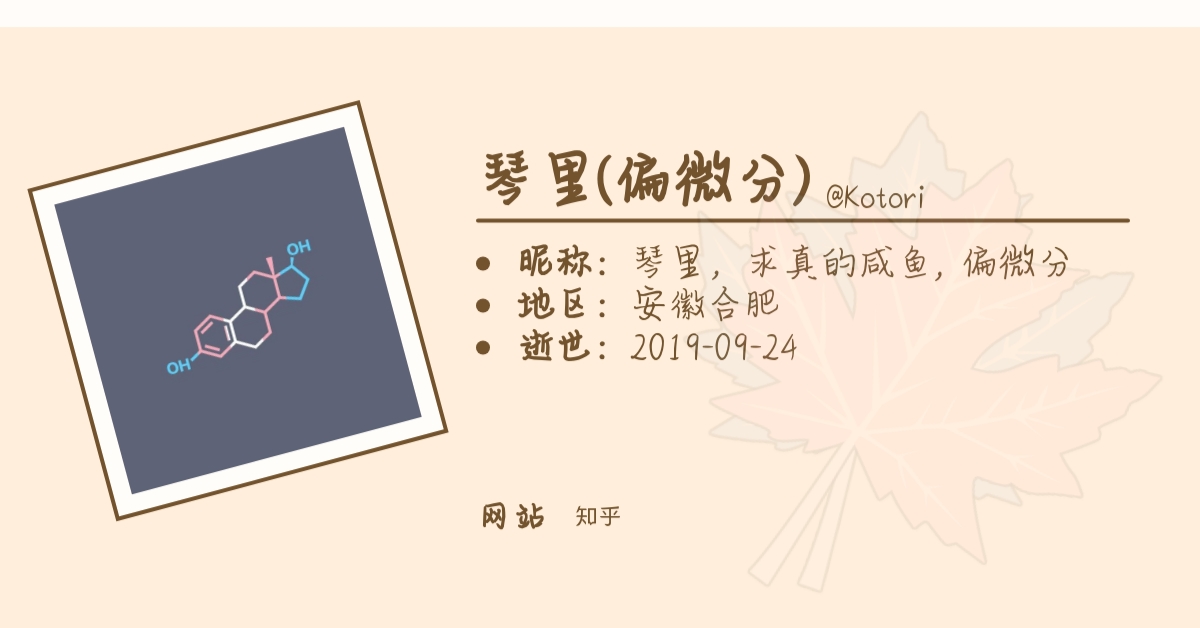 琴里(偏微分) @Kotori
昵称：琴里，求真的咸鱼，偏微分
地区：安徽合肥
逝世：2019-09-24
OH
OH
网站 知乎